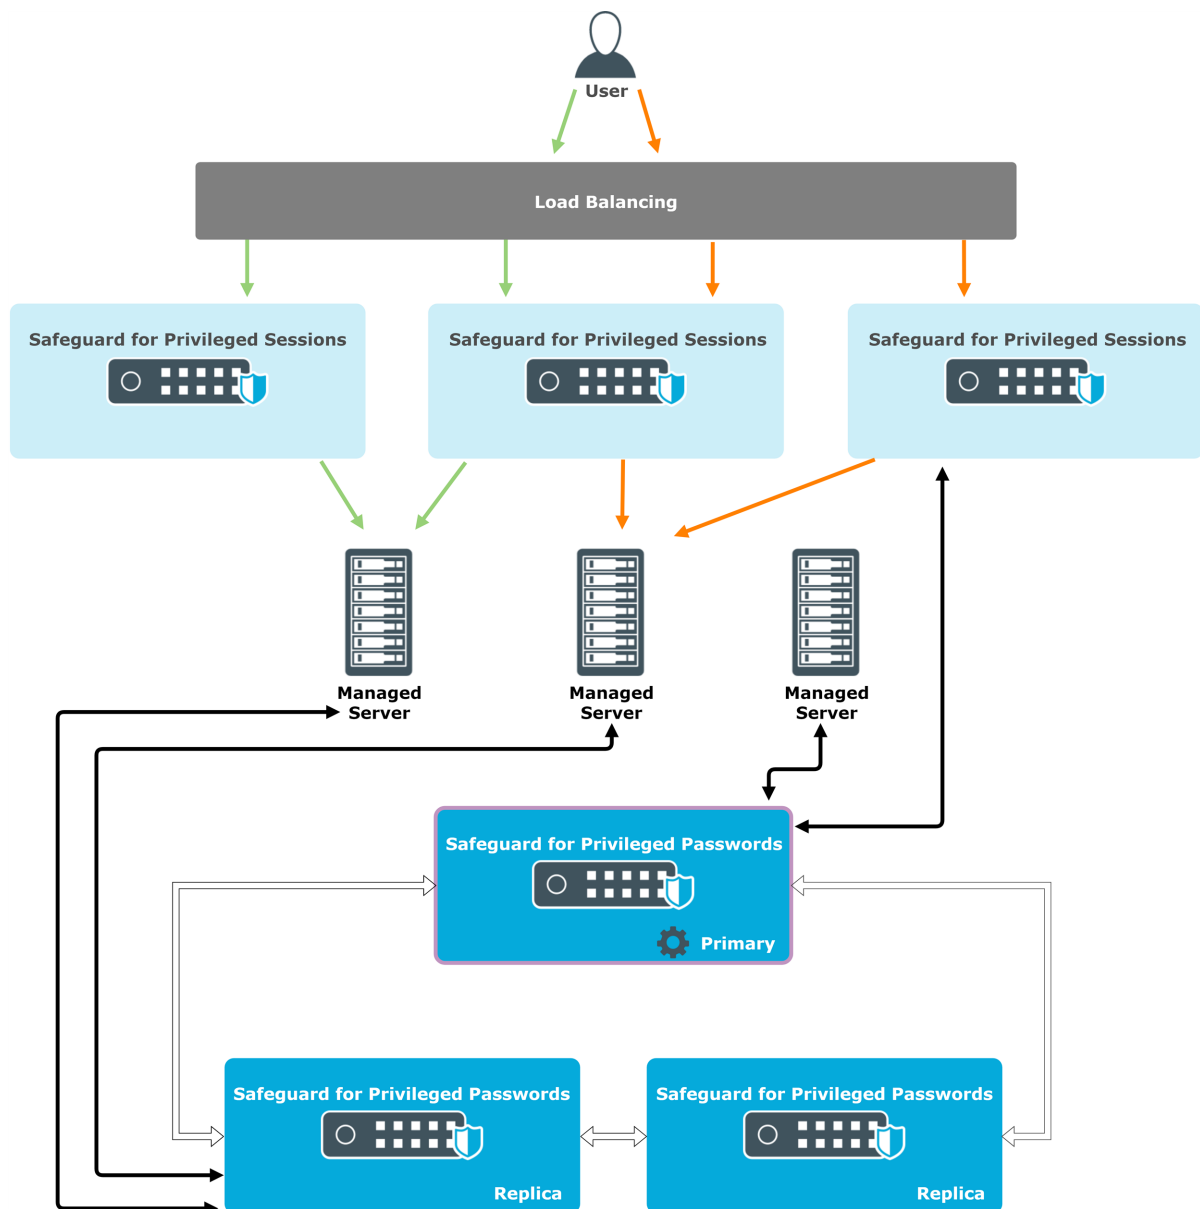 User
Load Balancing
Safeguard for Privileged Sessions
Safeguard for Privileged Sessions
Safeguard for Privileged Sessions
Managed
Server
Managed
Server
Managed
Server
Safeguard for Privileged Passwords
Primary
Safeguard for Privileged Passwords
Replica
Safeguard for Privileged Passwords
Replica